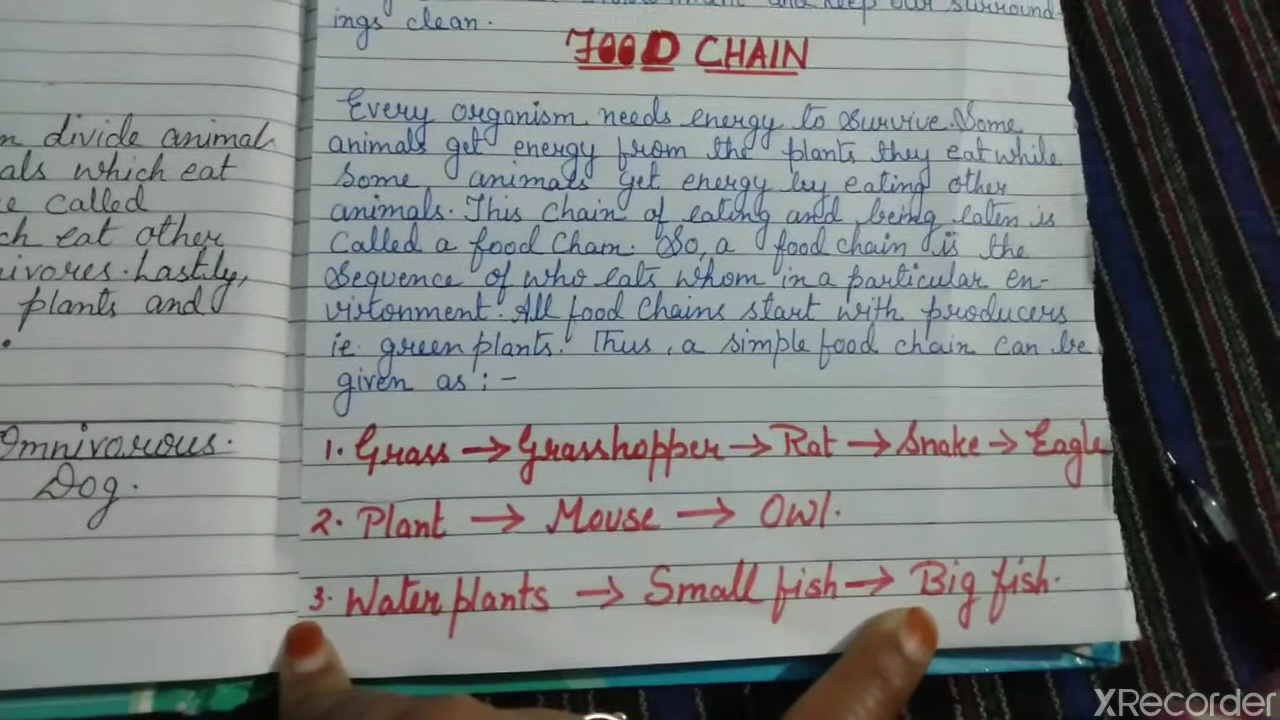 and keep our surround-
ings clean.
FOOD CHAIN
Every organism needs energy to survive. Some
animals get energy from the plants they eat while
some animals get energy by eating other
animals. This chain of eating and being eaten is
called a food chain. So, a food chain is the
sequence of who eats whom in a particular en-
vironment. All food chains start with producers
ie. green plants. Thus, a simple food chain can be
given as :-
1. Grass → Grasshopper → Rat → Snake → Eagle
2. Plant → Mouse → Owl.
3. Water plants → Small fish → Big fish.
divide animal
which eat
called
eat other
Lastly,
plants and
Omnivorous.
Dog.
XRecorder